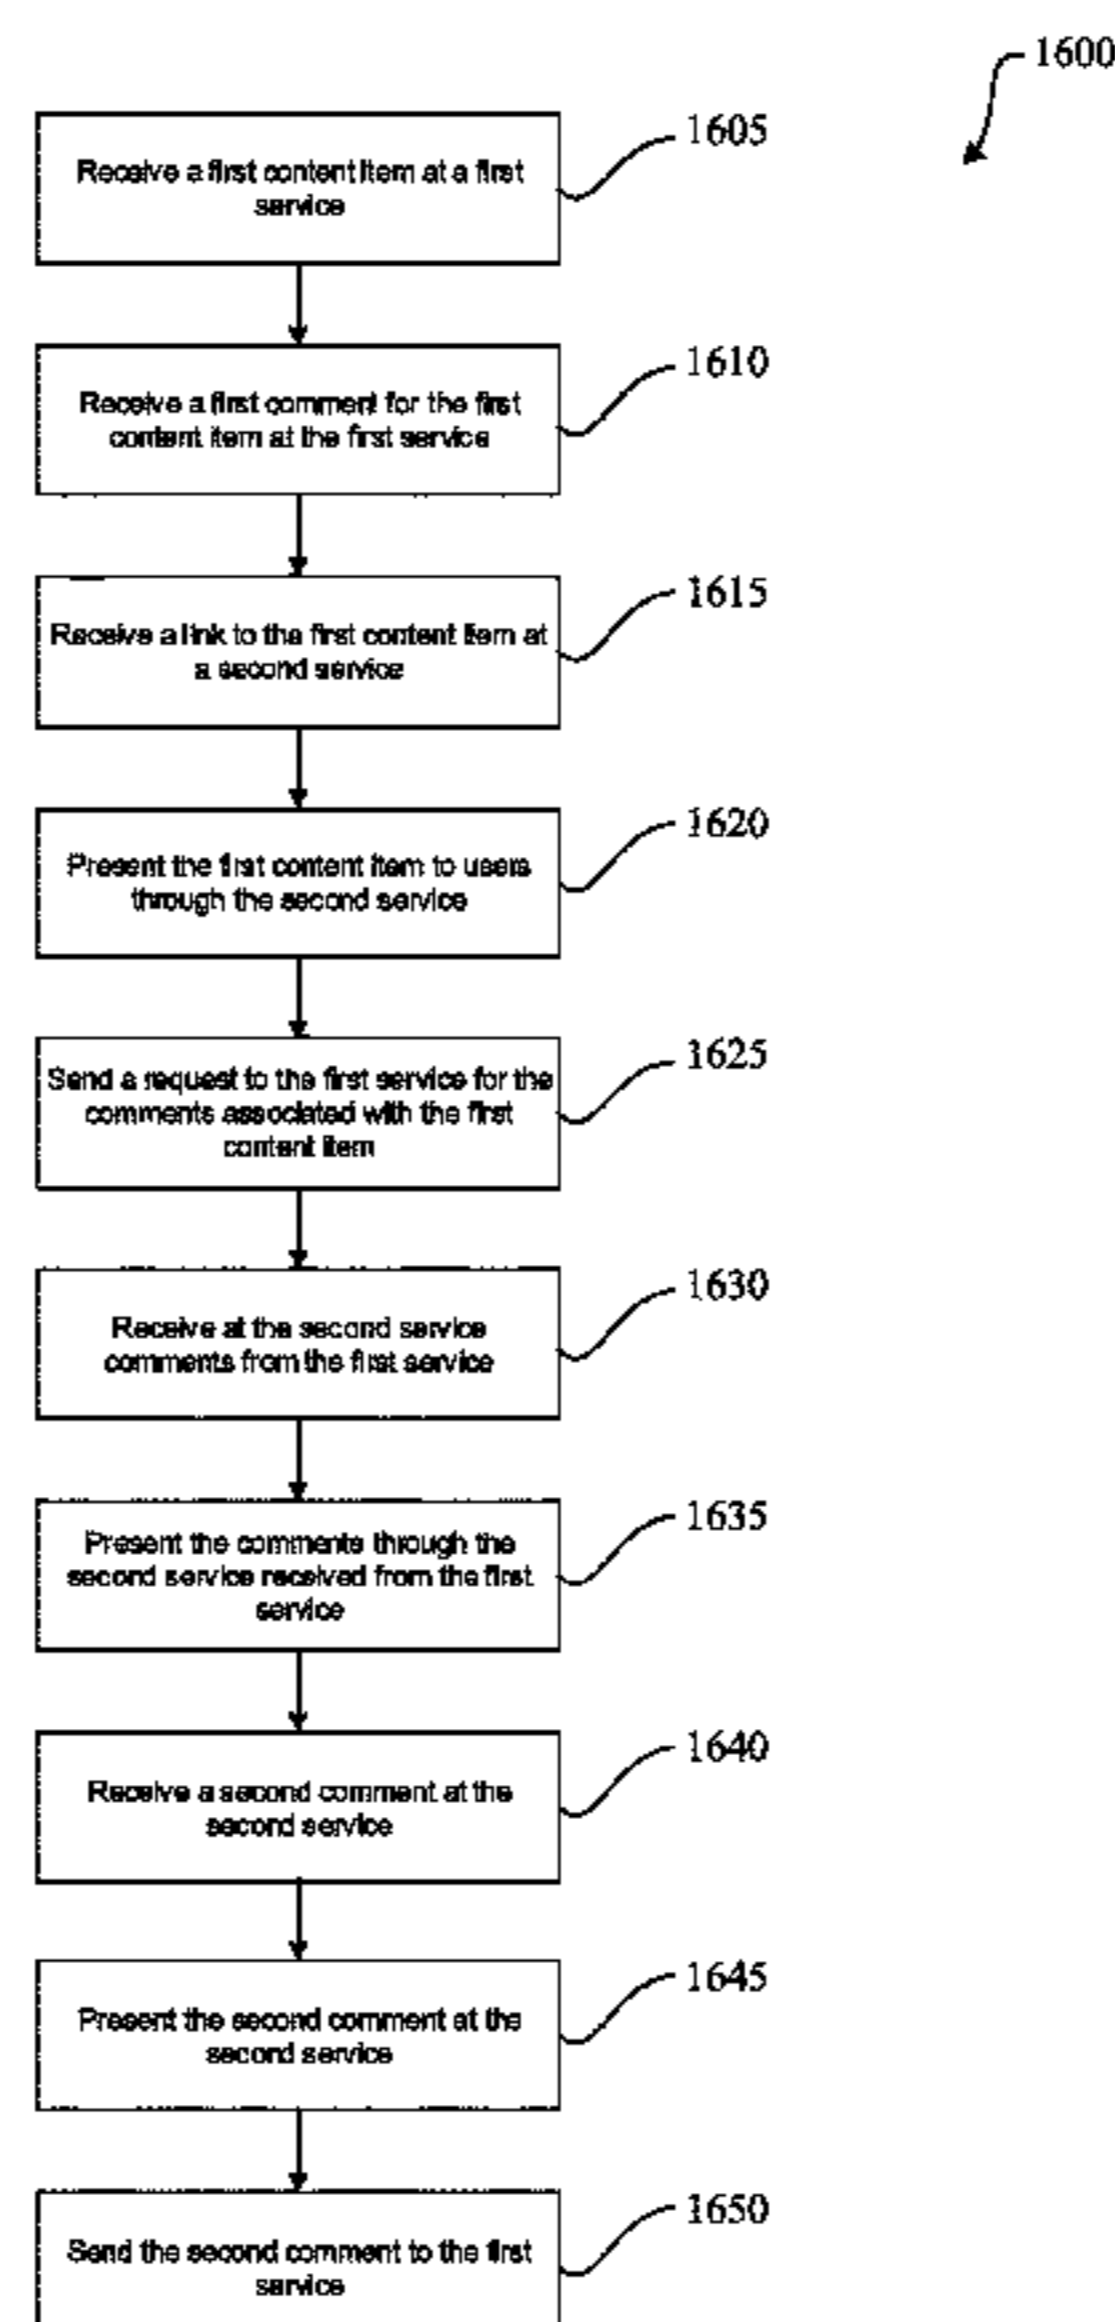 1600
1605
Receive a first content item at a first
service
1610
Receive a first comment for the first
content item at the first service
1615
Receive a link to the first content item at
a second service
1620
Present the first content item to users
through the second service
1625
Send a request to the first service for the
comments associated with the first
content item
1630
Receive at the second service
comments from the first service
1635
Present the comments through the
second service received from the first
service
1640
Receive a second comment at the
second service
1645
Present the second comment at the
second service
1650
Send the second comment to the first
service